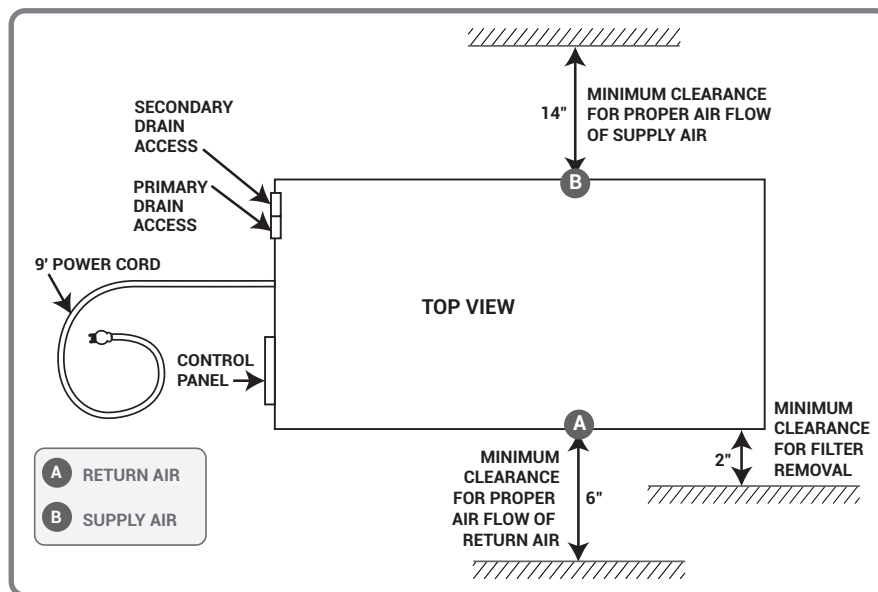 MINIMUM CLEARANCE
FOR PROPER AIR FLOW
OF SUPPLY AIR
14"
B
SECONDARY
DRAIN
ACCESS
PRIMARY
DRAIN
ACCESS
9' POWER CORD
TOP VIEW
CONTROL
PANEL
A
MINIMUM
CLEARANCE
FOR PROPER
AIR FLOW OF
RETURN AIR
6"
MINIMUM
CLEARANCE
FOR FILTER
REMOVAL
2"
A RETURN AIR
B SUPPLY AIR